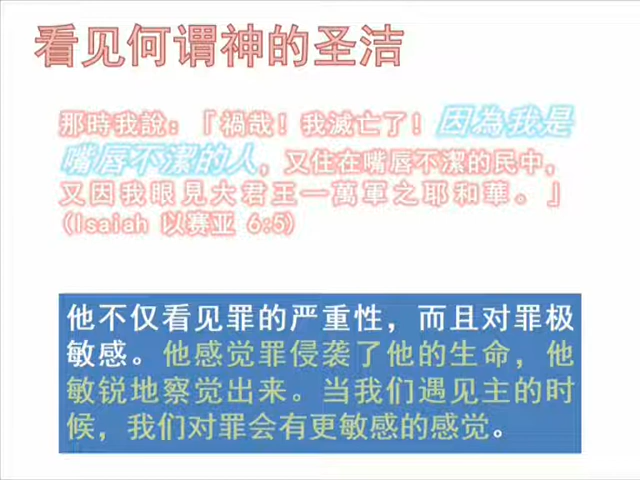 看见何谓神的圣洁
那時我說：「禍哉！我滅亡了！因為我是
嘴唇不潔的人，又住在嘴唇不潔的民中，
又因我眼見大君王—萬軍之耶和華。」
(Isaiah 以赛亚 6:5)
他不仅看见罪的严重性，而且对罪极
敏感。他感觉罪侵袭了他的生命，他
敏锐地察觉出来。当我们遇见主的时
候，我们对罪会有更敏感的感觉。